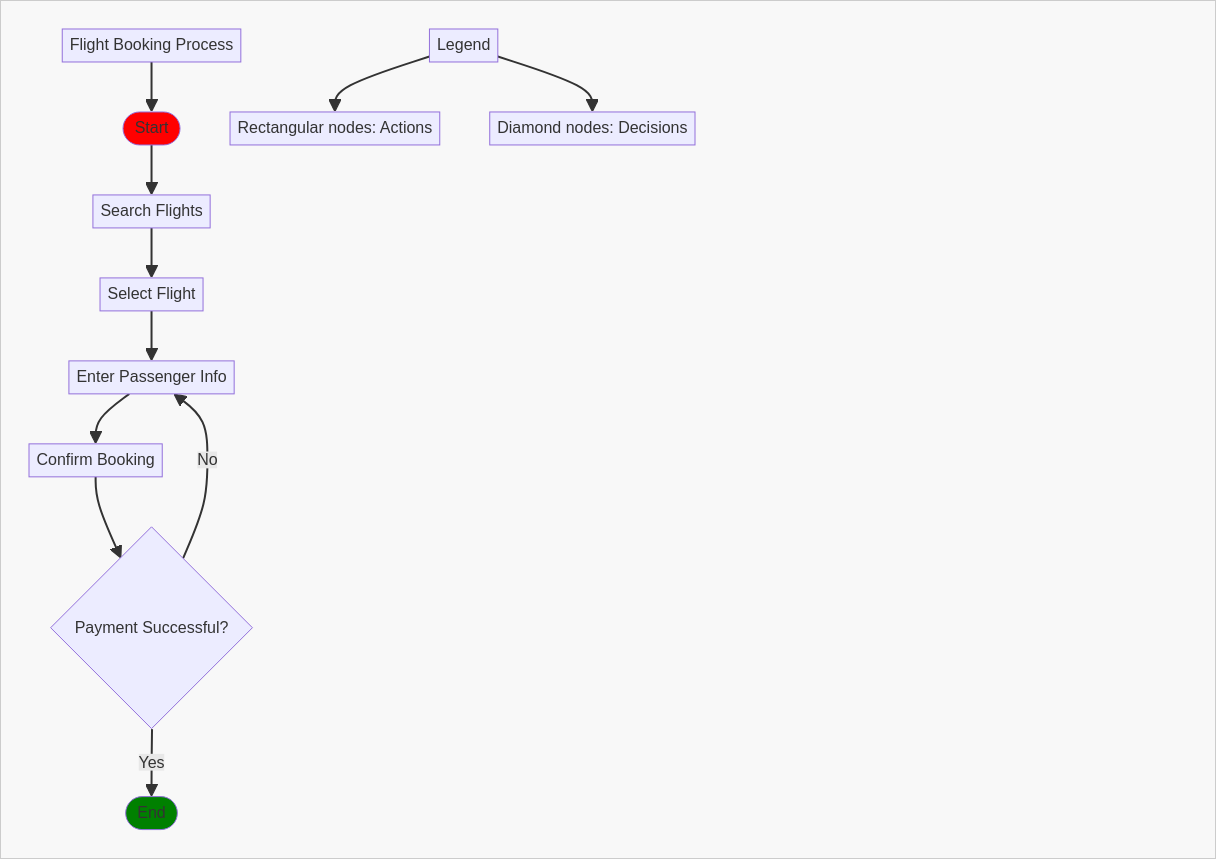 Flight Booking Process
Legend
Start
Rectangular nodes: Actions
Diamond nodes: Decisions
Search Flights
Select Flight
Enter Passenger Info
Confirm Booking
No
Payment Successful?
Yes
End